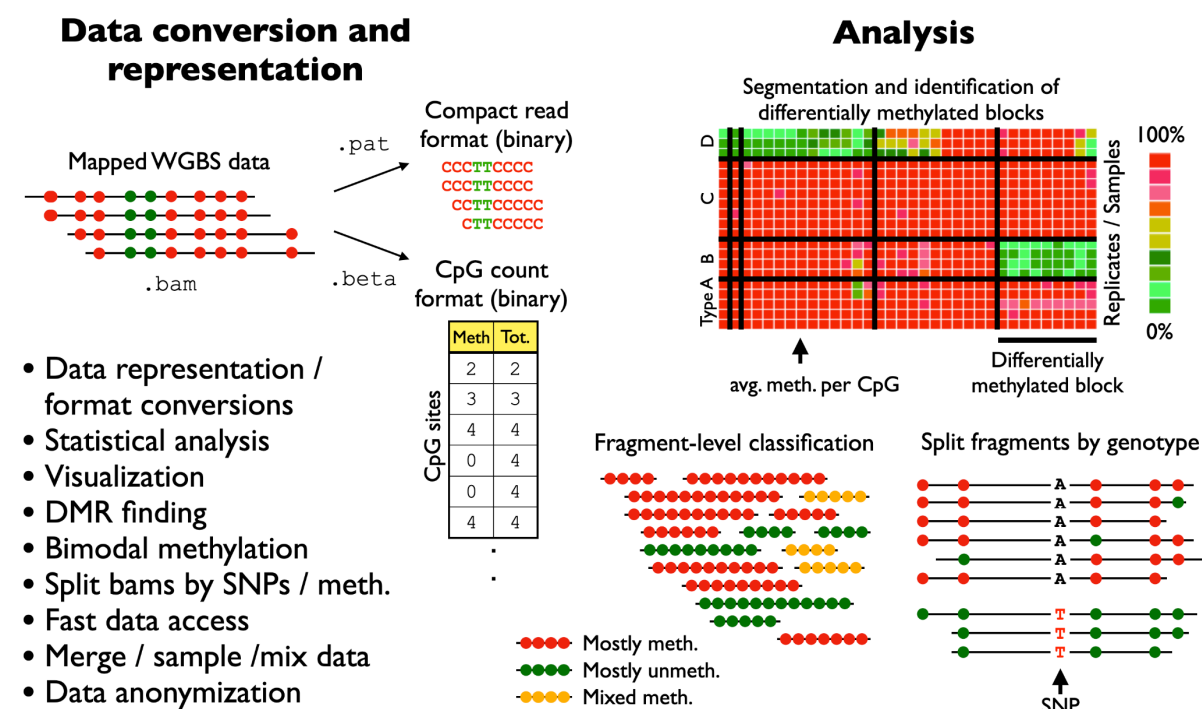 Data conversion and
representation
Mapped WGBS data
.bam
.pat
.beta
Compact read
format (binary)
CCCTTCCCC
CCCTTCCCC
CCTTCCCCC
CTTCCCCC
CpG count
format (binary)
Meth Tot.
2 2
3 3
4 4
0 4
0 4
4 4
CpG sites
• Data representation /
format conversions
• Statistical analysis
• Visualization
• DMR finding
• Bimodal methylation
• Split bams by SNPs / meth.
• Fast data access
• Merge / sample /mix data
• Data anonymization
Analysis
Segmentation and identification of
differentially methylated blocks
D
C
B
Type A
Replicates / Samples
100%
0%
avg. meth. per CpG
Differentially
methylated block
Fragment-level classification
Mostly meth.
Mostly unmeth.
Mixed meth.
Split fragments by genotype
A
A
A
A
A
A
T
T
T
SNP